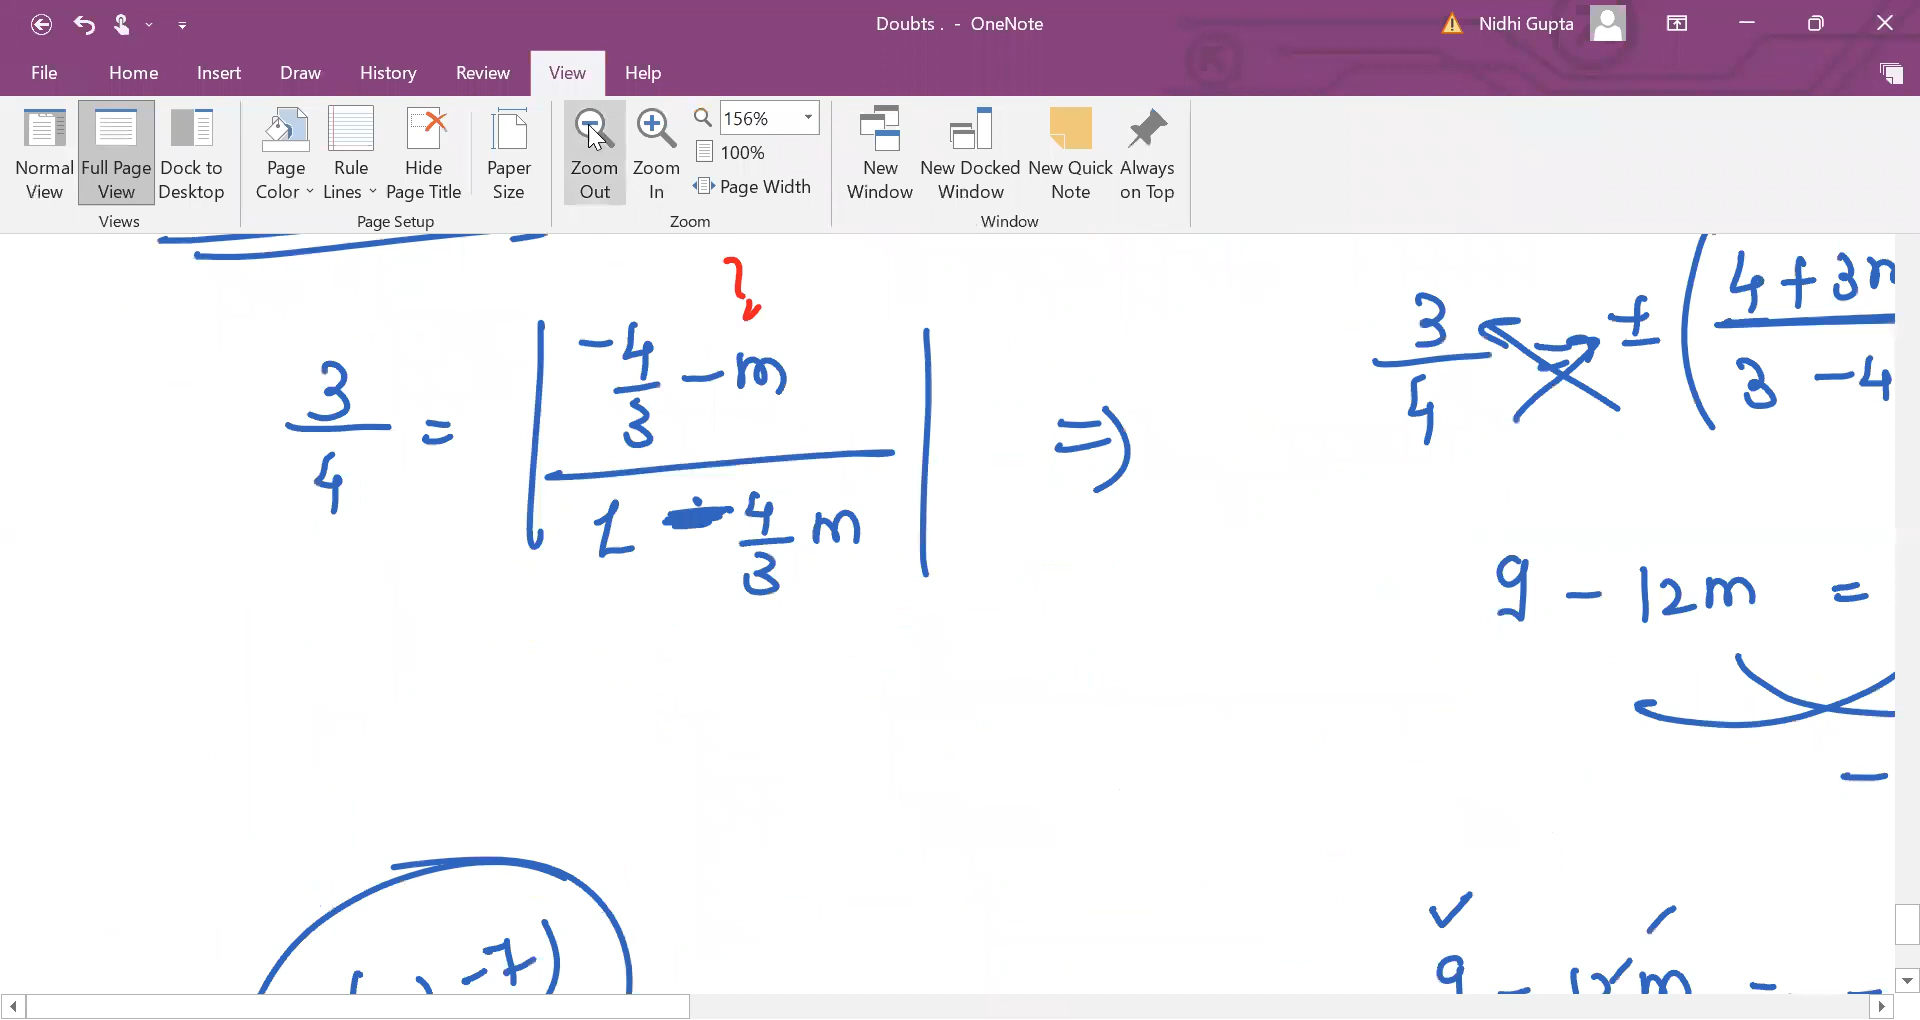 Doubts . - OneNote
Nidhi Gupta
File Home Insert Draw History Review View Help
Normal View
Full Page View
Dock to Desktop
Views
Page Color
Rule Lines
Hide Page Title
Paper Size
Page Setup
Zoom Out
Zoom In
156%
100%
Page Width
Zoom
New Window
New Docked Window
New Quick Note
Always on Top
Window
3/4 = | (-4/3 - m) / (1 - 4/3 m) | ⇒
3/4 = ± ( 4 + 3m / 3 - 4
9 - 12m =
-
-7)
9 - 12m =